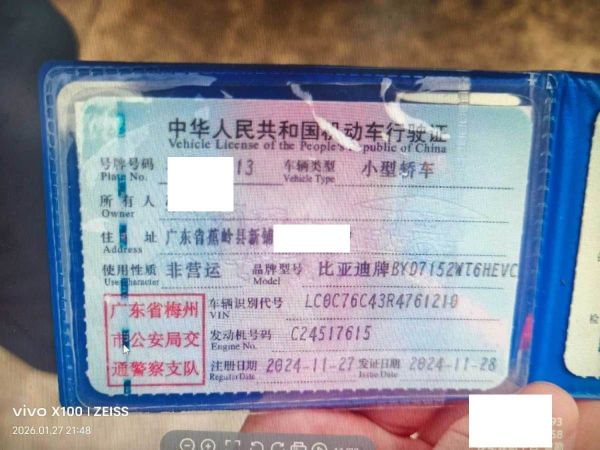 中华人民共和国机动车行驶证
Vehicle License of the People's Republic of China
号牌号码 13 车辆类型 小型轿车
Plate No. Vehicle Type
所有人
Owner
住址 广东省蕉岭县新铺
Address
使用性质 非营运 品牌型号 比亚迪牌BYD7152WT6HEVC
Use Character Model
广东省梅州
市公安局交
通警察支队
车辆识别代号 LC0C76C43R4761210
VIN
发动机号码 C24517615
Engine No.
注册日期 2024-11-27 发证日期 2024-11-28
Register Date Issue Date
vivo X100 | ZEISS
2026.01.27 21:48
93
58